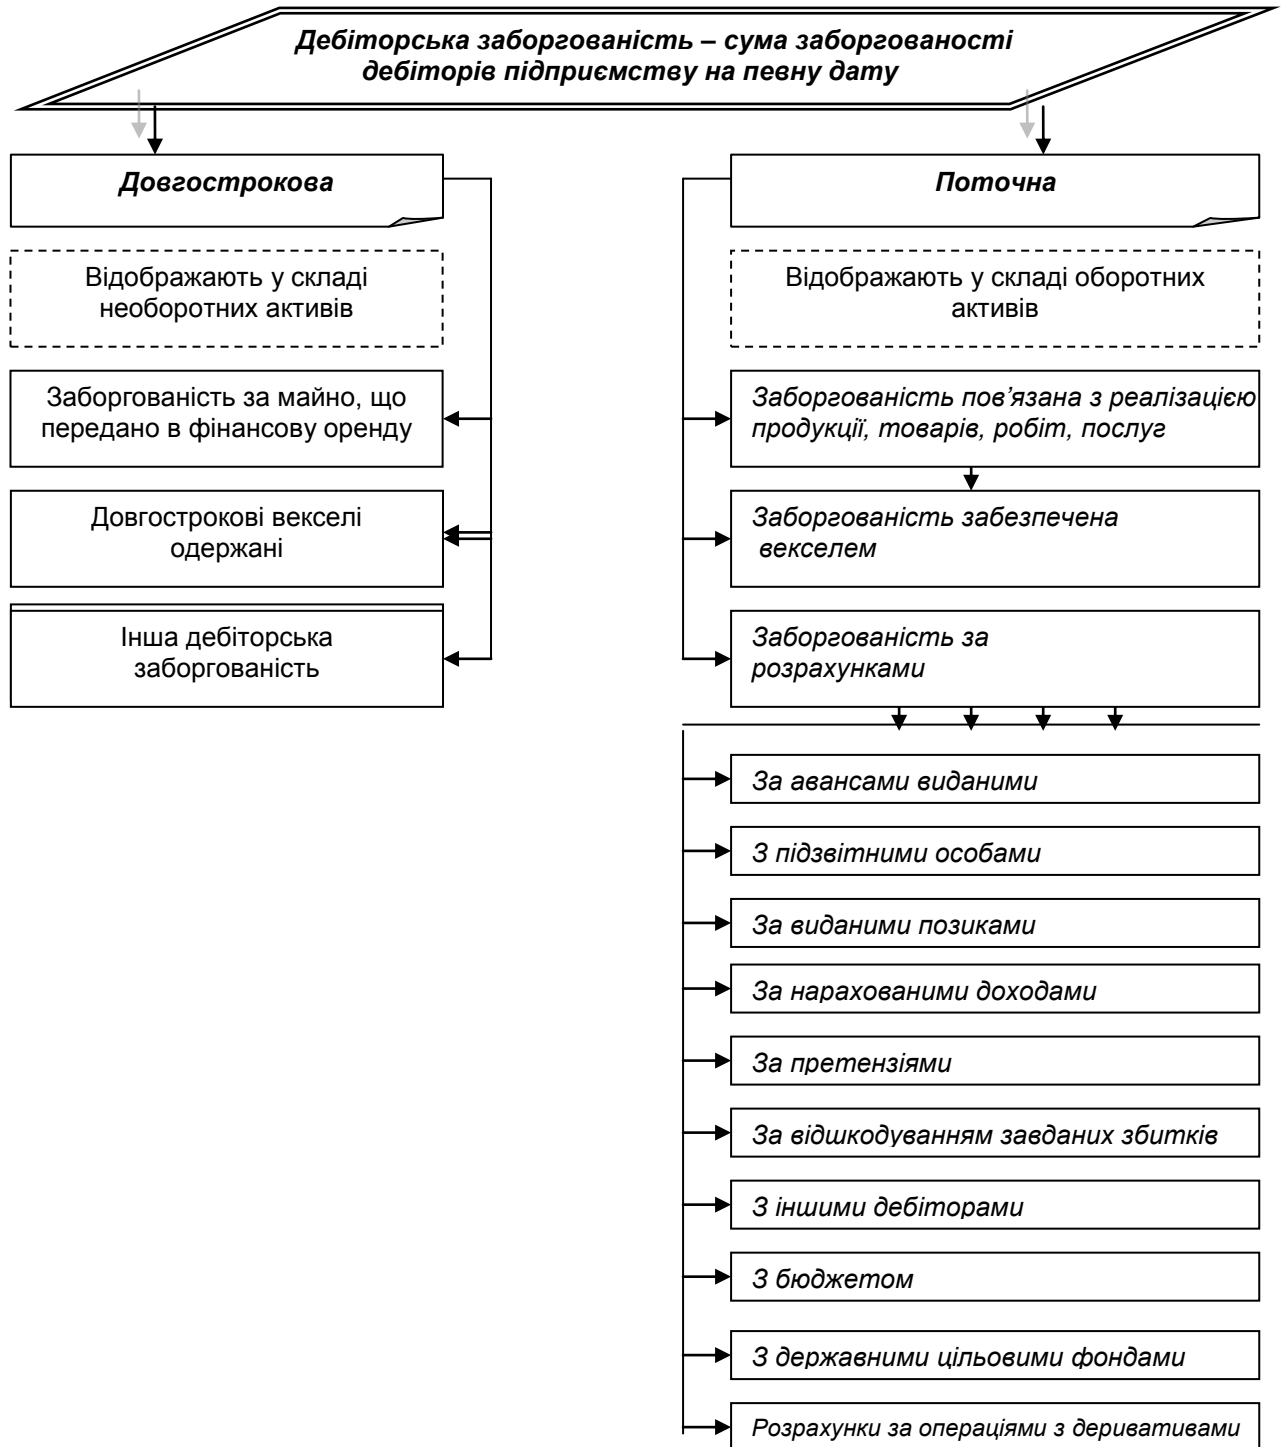 Дебіторська заборгованість – сума заборгованості
дебіторів підприємству на певну дату
Довгострокова
Відображають у складі
необоротних активів
Заборгованість за майно, що
передано в фінансову оренду
Довгострокові векселі
одержані
Інша дебіторська
заборгованість
Поточна
Відображають у складі оборотних
активів
Заборгованість пов’язана з реалізацією
продукції, товарів, робіт, послуг
Заборгованість забезпечена
векселем
Заборгованість за
розрахунками
За авансами виданими
З підзвітними особами
За виданими позиками
За нарахованими доходами
За претензіями
За відшкодуванням завданих збитків
З іншими дебіторами
З бюджетом
З державними цільовими фондами
Розрахунки за операціями з деривативами